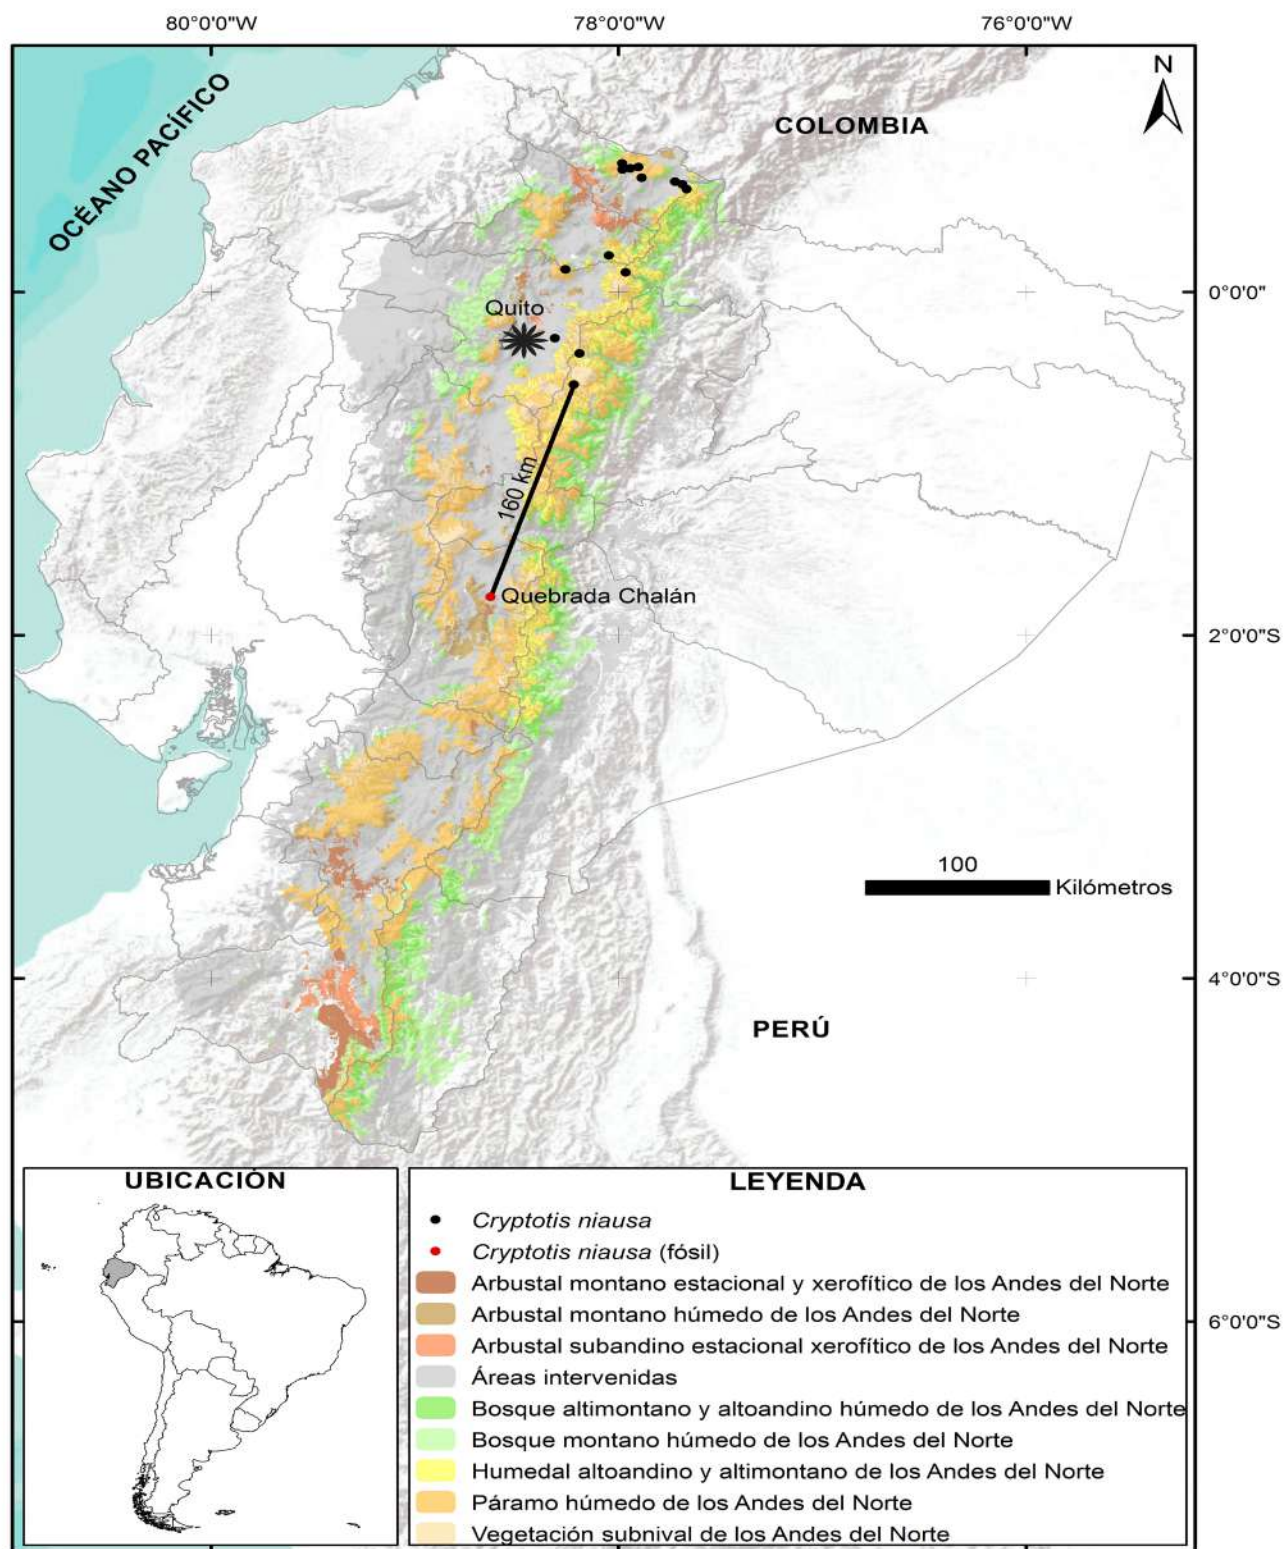 80°0'0"W
78°0'0"W
76°0'0"W
N
OCÉANO PACÍFICO
COLOMBIA
0°0'0"
Quito
160 km
Quebrada Chalán
2°0'0"S
100
Kilómetros
4°0'0"S
PERÚ
UBICACIÓN
LEYENDA
Cryptotis niausa
Cryptotis niausa (fósil)
Arbustal montano estacional y xerofítico de los Andes del Norte
Arbustal montano húmedo de los Andes del Norte
Arbustal subandino estacional xerofítico de los Andes del Norte
6°0'0"S
Áreas intervenidas
Bosque altimontano y altoandino húmedo de los Andes del Norte
Bosque montano húmedo de los Andes del Norte
Humedal altoandino y altimontano de los Andes del Norte
Páramo húmedo de los Andes del Norte
Vegetación subnival de los Andes del Norte